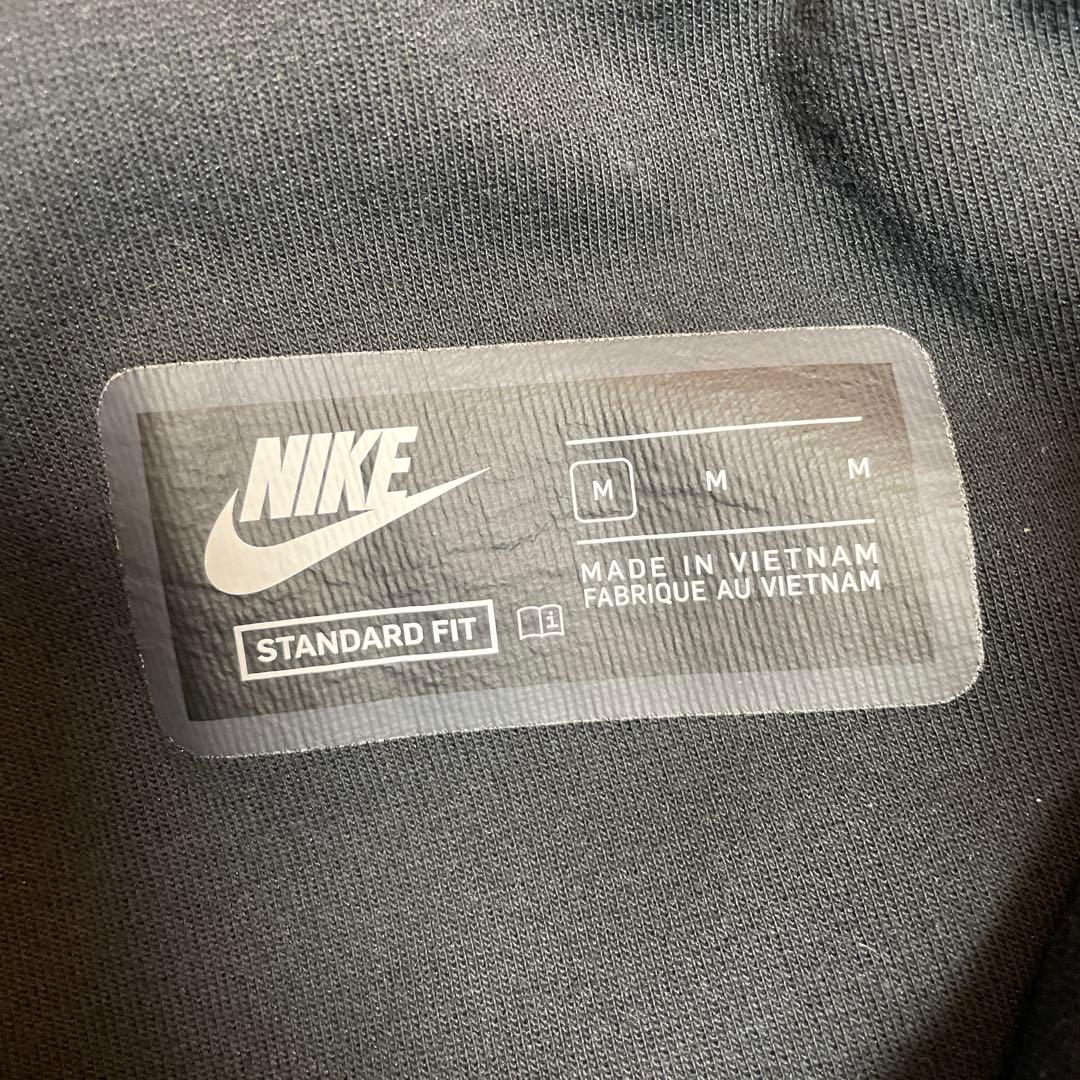 NIKE
STANDARD FIT
M M M
MADE IN VIETNAM
FABRIQUE AU VIETNAM